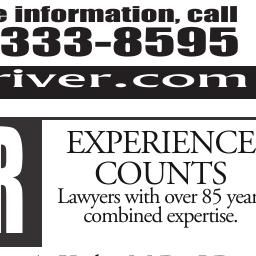 information, call
333-8595
river.com
R
EXPERIENCE
COUNTS
Lawyers with over 85 year
combined expertise.